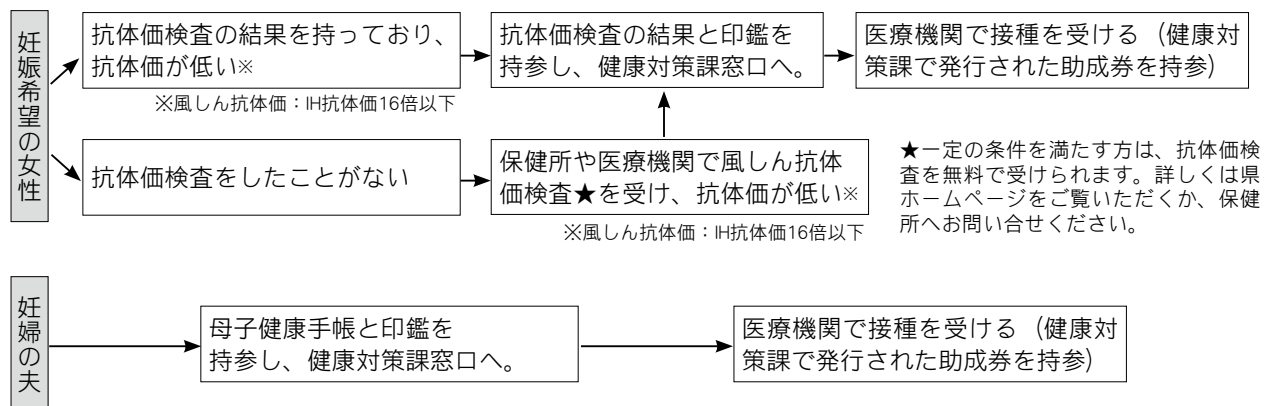 妊娠希望の女性
抗体価検査の結果を持っており、
抗体価が低い※
※風しん抗体価：IH抗体価16倍以下
抗体価検査の結果と印鑑を
持参し、健康対策課窓口へ。
医療機関で接種を受ける（健康対
策課で発行された助成券を持参）
抗体価検査をしたことがない
保健所や医療機関で風しん抗体
価検査★を受け、抗体価が低い※
※風しん抗体価：IH抗体価16倍以下
★一定の条件を満たす方は、抗体価検
査を無料で受けられます。詳しくは県
ホームページをご覧いただくか、保健
所へお問い合せください。
妊婦の夫
母子健康手帳と印鑑を
持参し、健康対策課窓口へ。
医療機関で接種を受ける（健康対
策課で発行された助成券を持参）